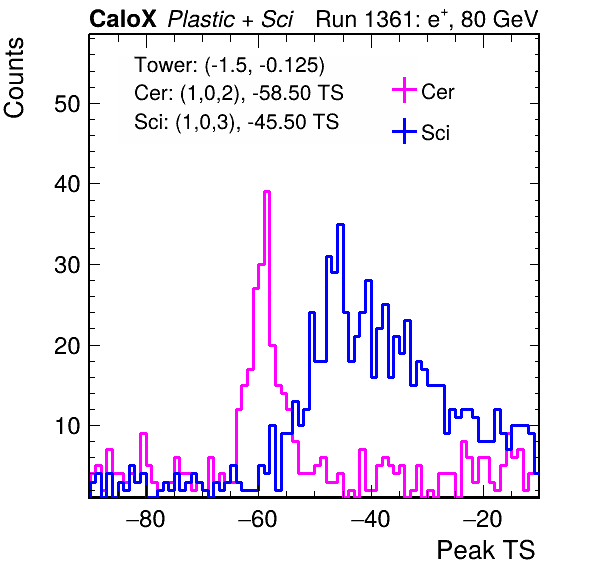 CaloX Plastic + Sci Run 1361: e⁺, 80 GeV
Counts
Tower: (-1.5, -0.125)
Cer: (1,0,2), -58.50 TS
Sci: (1,0,3), -45.50 TS
Cer
Sci
50
40
30
20
10
−80 −60 −40 −20
Peak TS